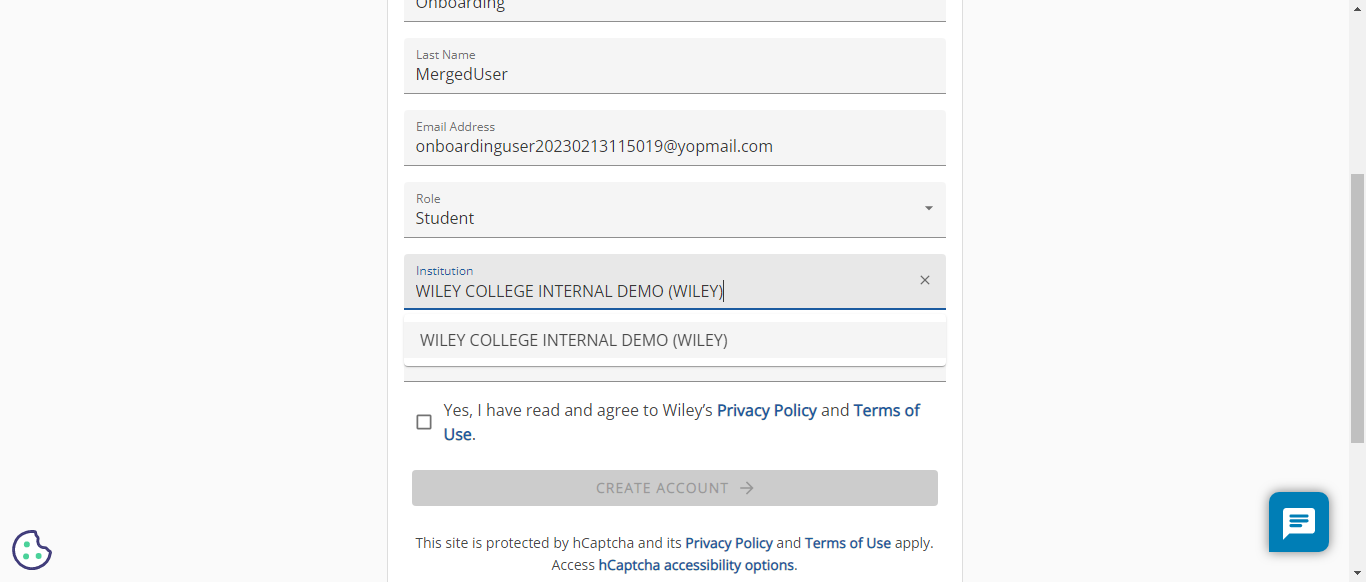 Onboarding
Last Name
MergedUser
Email Address
onboardinguser20230213115019@yopmail.com
Role
Student
Institution
WILEY COLLEGE INTERNAL DEMO (WILEY)
WILEY COLLEGE INTERNAL DEMO (WILEY)
Yes, I have read and agree to Wiley’s Privacy Policy and Terms of
Use.
CREATE ACCOUNT
This site is protected by hCaptcha and its Privacy Policy and Terms of Use apply.
Access hCaptcha accessibility options.